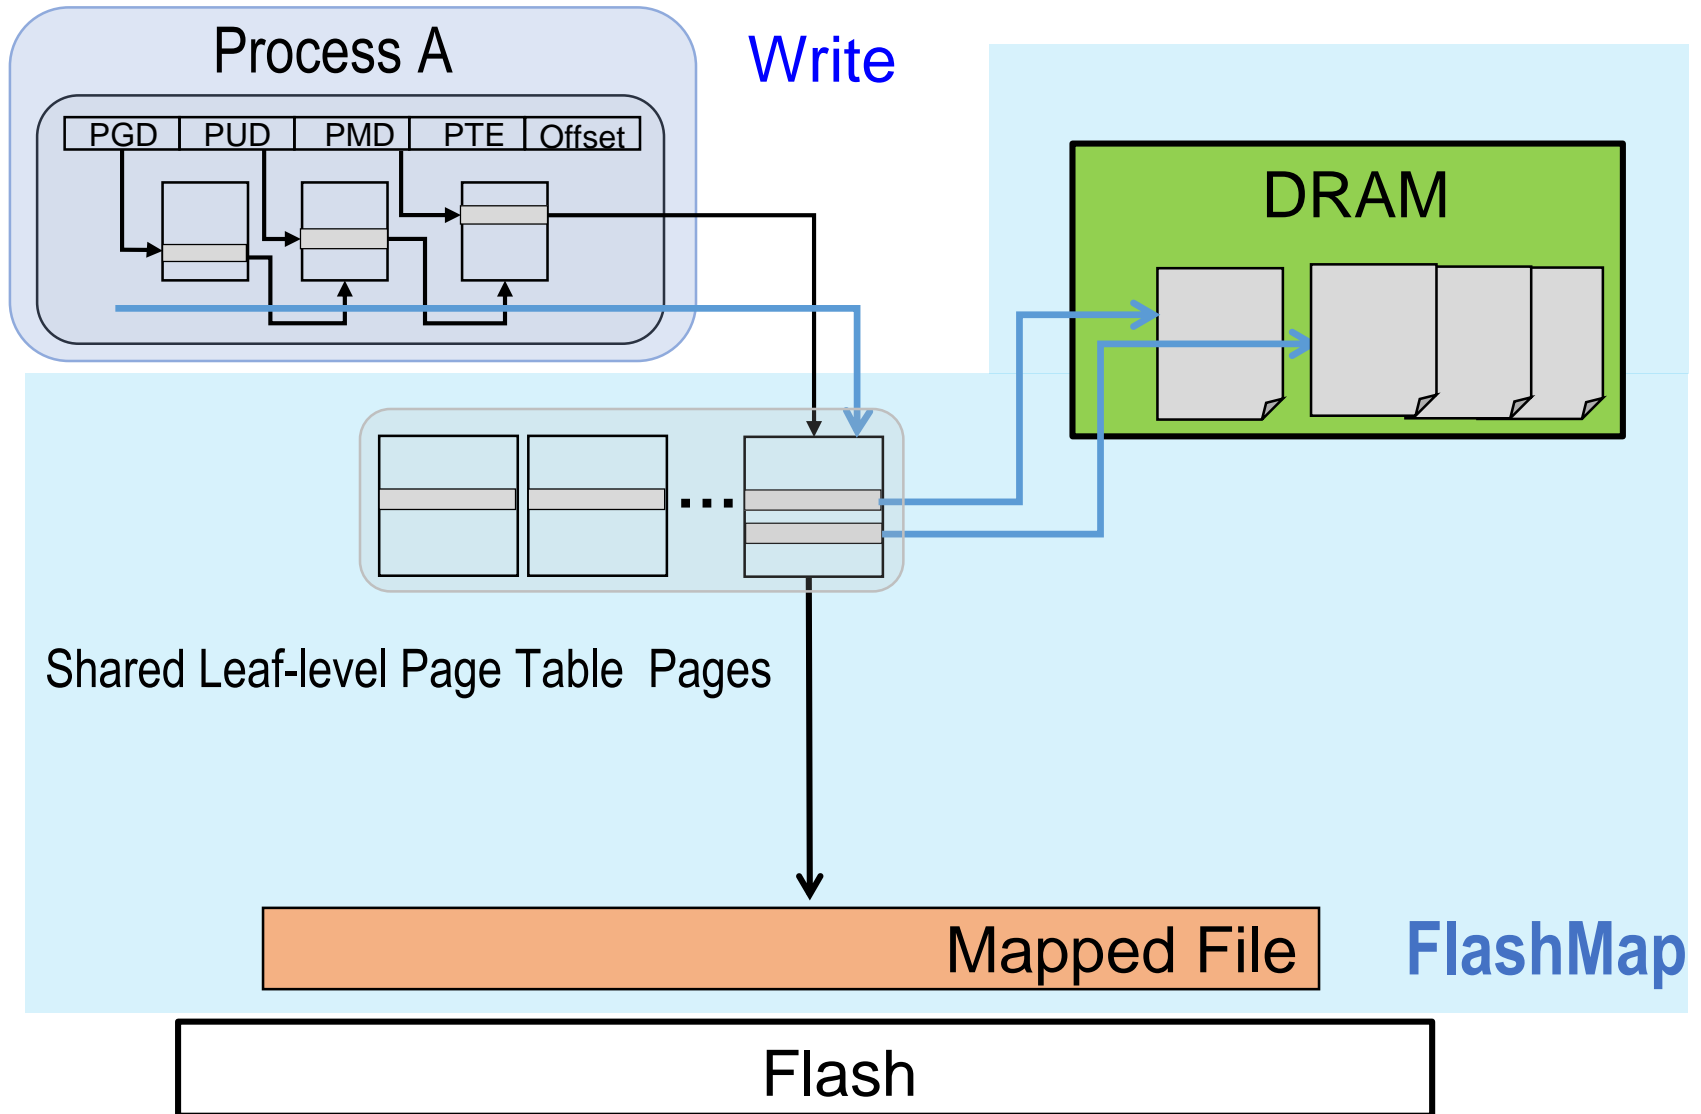 Process A
Write
PGD PUD PMD PTE Offset
DRAM
...
Shared Leaf-level Page Table Pages
Mapped File
FlashMap
Flash